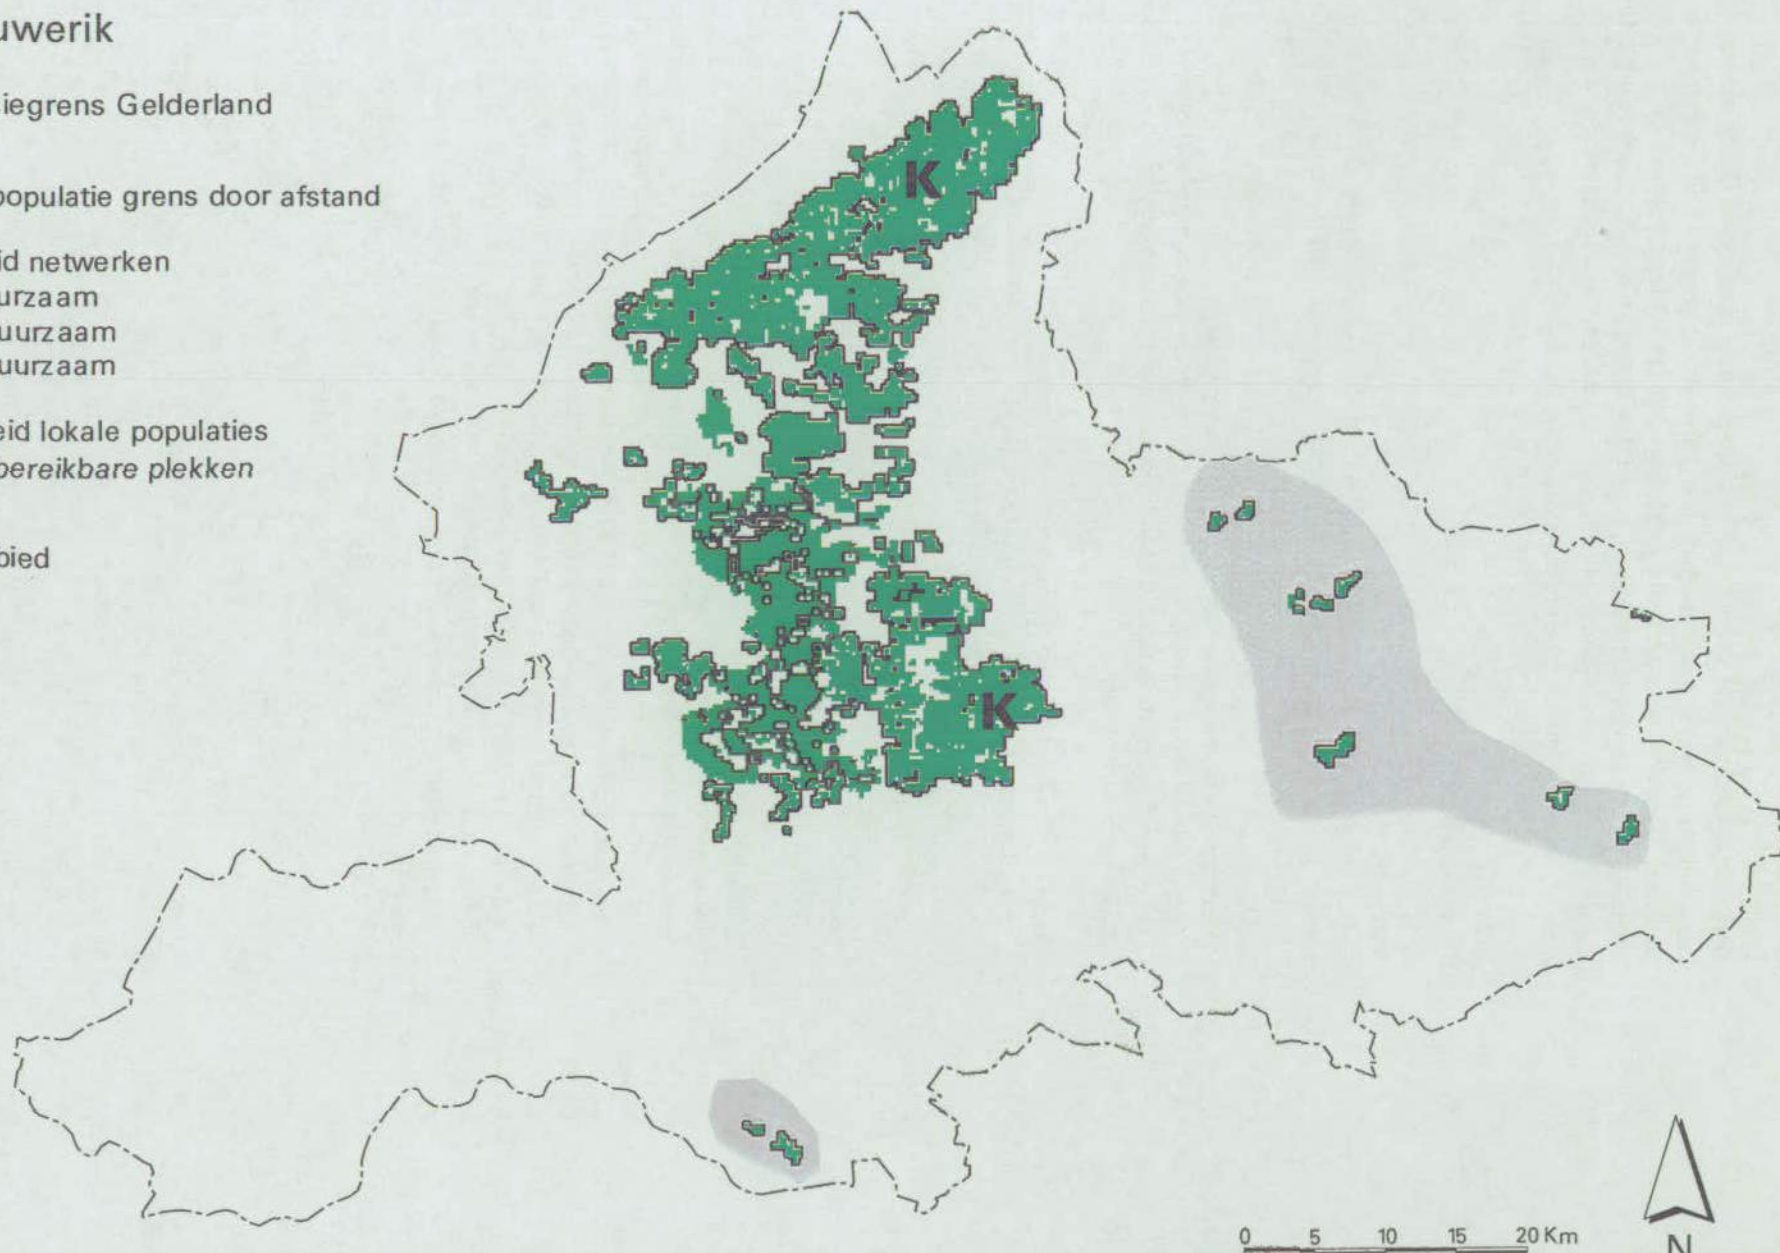 uwerik
iegrens Gelderland
populatie grens door afstand
id netwerken
urzaam
uurzaam
uurzaam
eid lokale populaties
bereikbare plekken
bied
K
K
0 5 10 15 20 Km
N